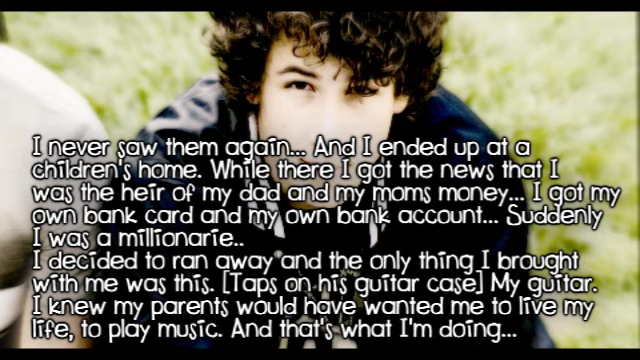 I never saw them again... And I ended up at a
children's home. While there I got the news that I
was the heir of my dad and my moms money... I got my
own bank card and my own bank account... Suddenly
I was a millionarie..
I decided to ran away and the only thing I brought
with me was this. [Taps on his guitar case] My guitar.
I knew my parents would have wanted me to live my
life, to play music. And that's what I'm doing...